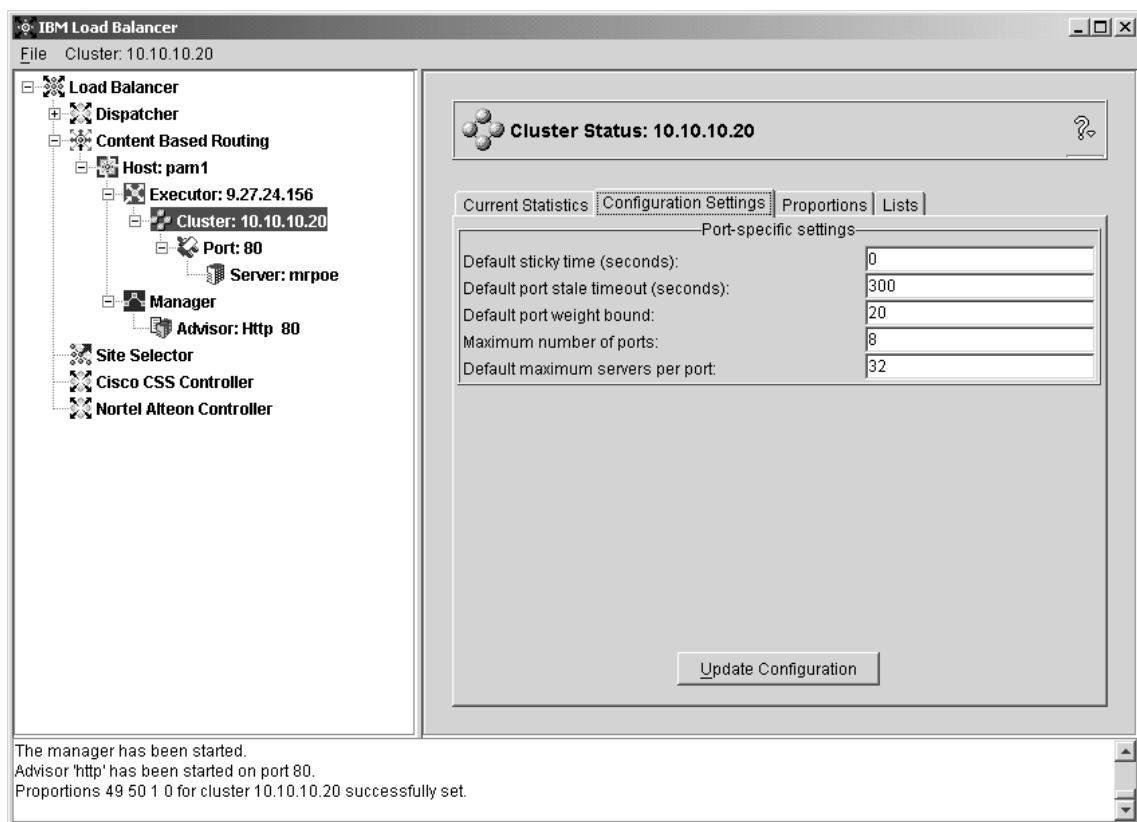 IBM Load Balancer
File Cluster: 10.10.10.20
Load Balancer
Dispatcher
Content Based Routing
Host: pam1
Executor: 9.27.24.156
Cluster: 10.10.10.20
Port: 80
Server: mrpoe
Manager
Advisor: Http 80
Site Selector
Cisco CSS Controller
Nortel Alteon Controller
Cluster Status: 10.10.10.20
?
Current Statistics Configuration Settings Proportions Lists
Port-specific settings
Default sticky time (seconds): 0
Default port stale timeout (seconds): 300
Default port weight bound: 20
Maximum number of ports: 8
Default maximum servers per port: 32
Update Configuration
The manager has been started.
Advisor 'http' has been started on port 80.
Proportions 49 50 1 0 for cluster 10.10.10.20 successfully set.